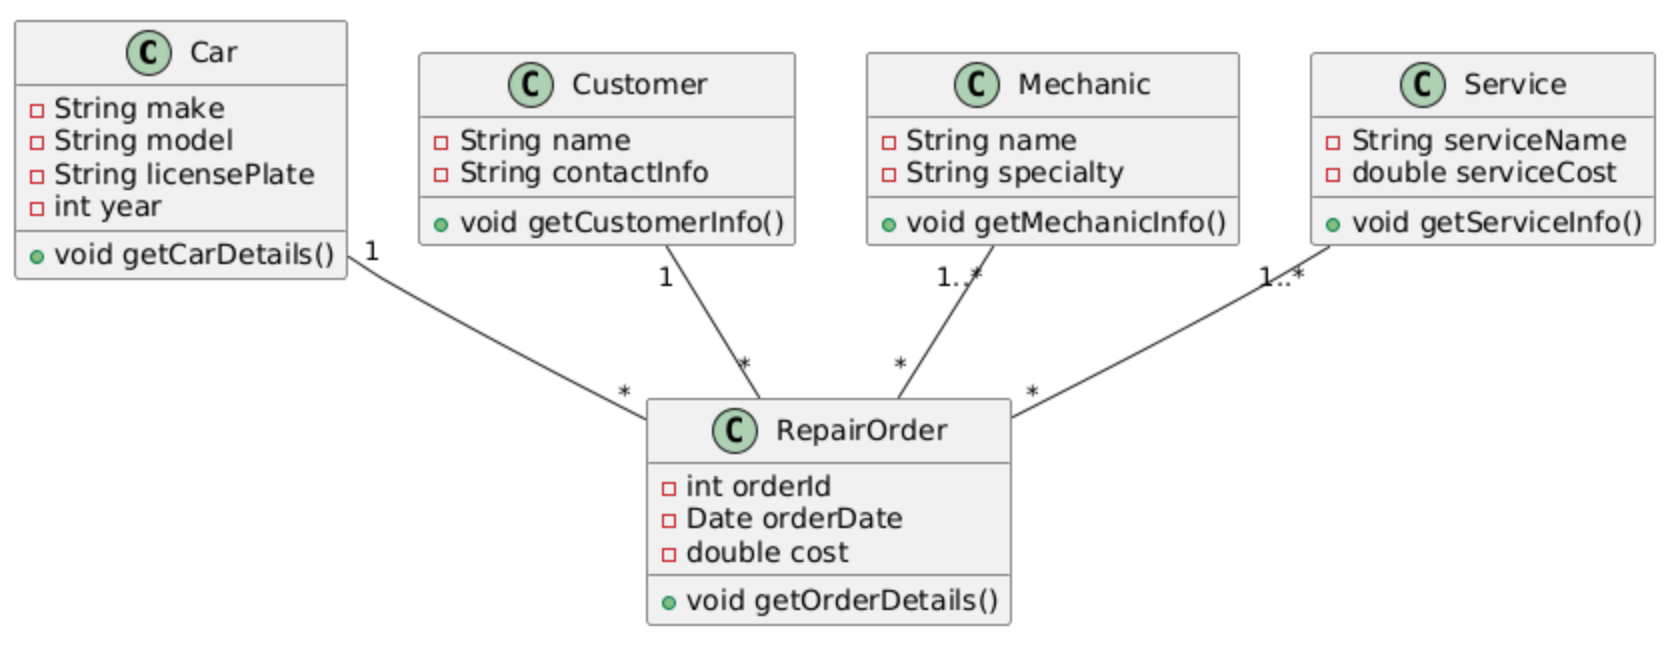 C Car
String make
String model
String licensePlate
int year
void getCarDetails()
C Customer
String name
String contactInfo
void getCustomerInfo()
C Mechanic
String name
String specialty
void getMechanicInfo()
C Service
String serviceName
double serviceCost
void getServiceInfo()
1
1
1..*
1..*
*
*
*
*
C RepairOrder
int orderId
Date orderDate
double cost
void getOrderDetails()